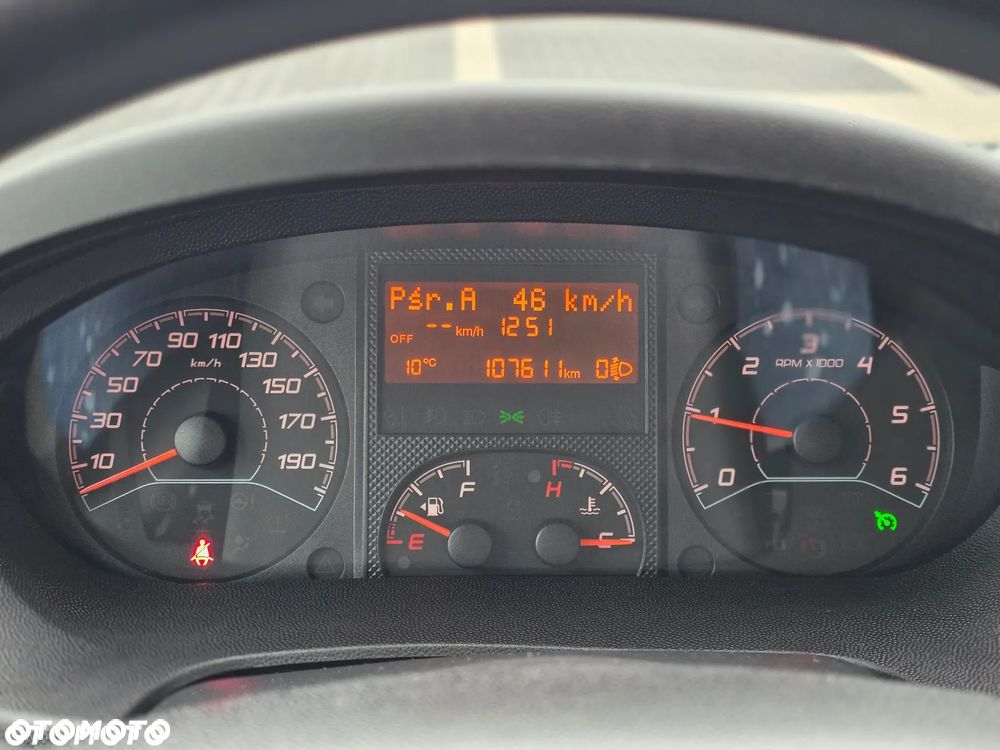 Pśr.A 46 km/h
OFF --km/h 1251
10°C 107611km 0
10 30 50 70 90 110 130 150 170 190
km/h
F
E
H
C
0 1 2 3 4 5 6
RPM X 1000
OTOMOTO